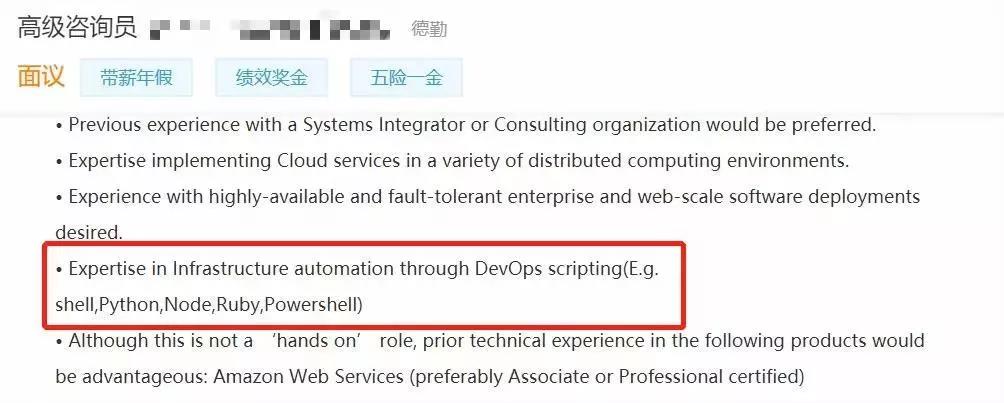 高级咨询员 德勤
面议 带薪年假 绩效奖金 五险一金
• Previous experience with a Systems Integrator or Consulting organization would be preferred.
• Expertise implementing Cloud services in a variety of distributed computing environments.
• Experience with highly-available and fault-tolerant enterprise and web-scale software deployments
desired.
• Expertise in Infrastructure automation through DevOps scripting(E.g.
shell,Python,Node,Ruby,Powershell)
• Although this is not a ‘hands on’ role, prior technical experience in the following products would
be advantageous: Amazon Web Services (preferably Associate or Professional certified)